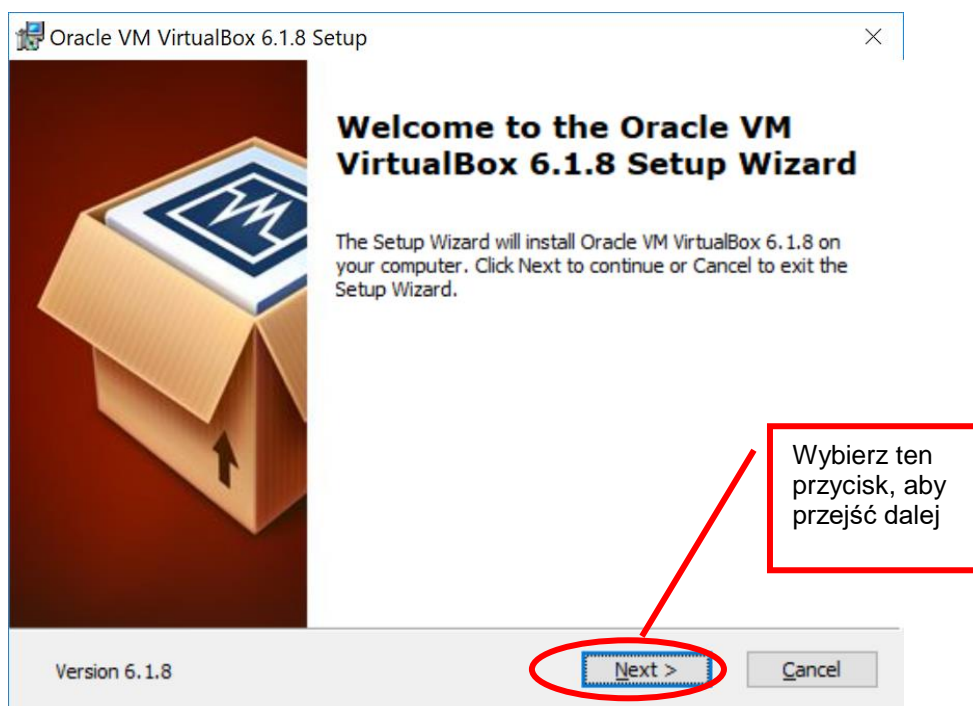 Oracle VM VirtualBox 6.1.8 Setup
Welcome to the Oracle VM
VirtualBox 6.1.8 Setup Wizard
The Setup Wizard will install Oracle VM VirtualBox 6.1.8 on
your computer. Click Next to continue or Cancel to exit the
Setup Wizard.
Wybierz ten
przycisk, aby
przejść dalej
Version 6.1.8
Next >
Cancel